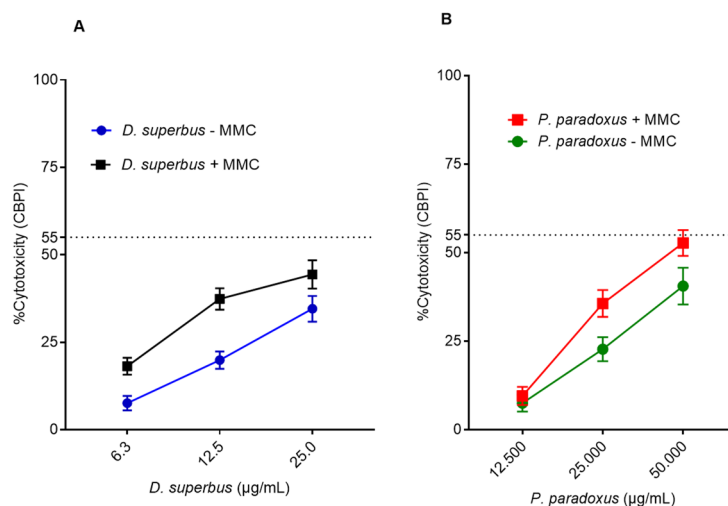 A
%Cytotoxicity (CBPI)
100
75
55
50
25
0
D. superbus - MMC
D. superbus + MMC
6.3
12.5
25.0
D. superbus (µg/mL)
B
%Cytotoxicity (CBPI)
100
75
55
50
25
0
P. paradoxus + MMC
P. paradoxus - MMC
12.500
25.000
50.000
P. paradoxus (µg/mL)